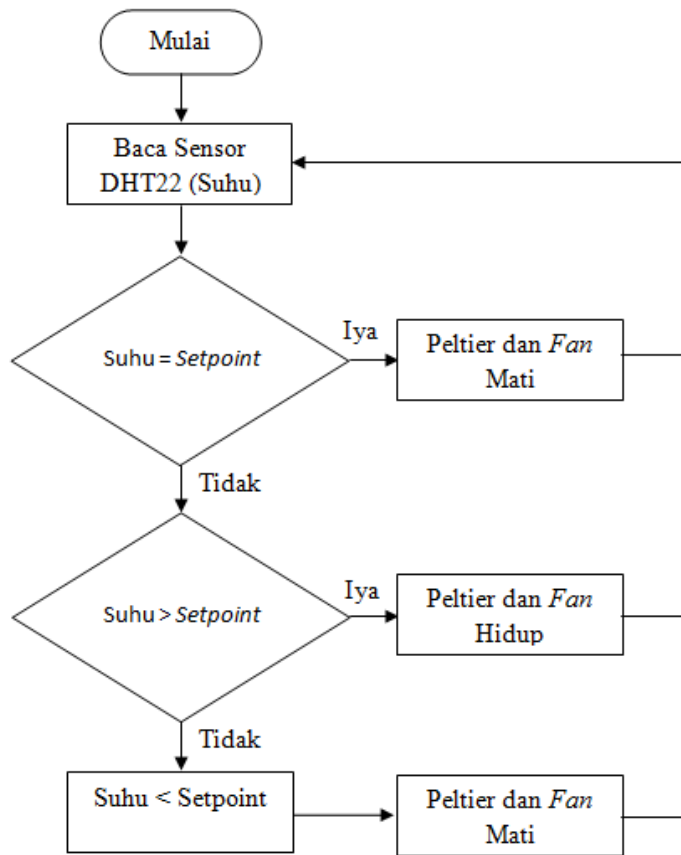 Mulai
Baca Sensor
DHT22 (Suhu)
Suhu = Setpoint
Iya
Peltier dan Fan
Mati
Tidak
Suhu > Setpoint
Iya
Peltier dan Fan
Hidup
Tidak
Suhu < Setpoint
Peltier dan Fan
Mati